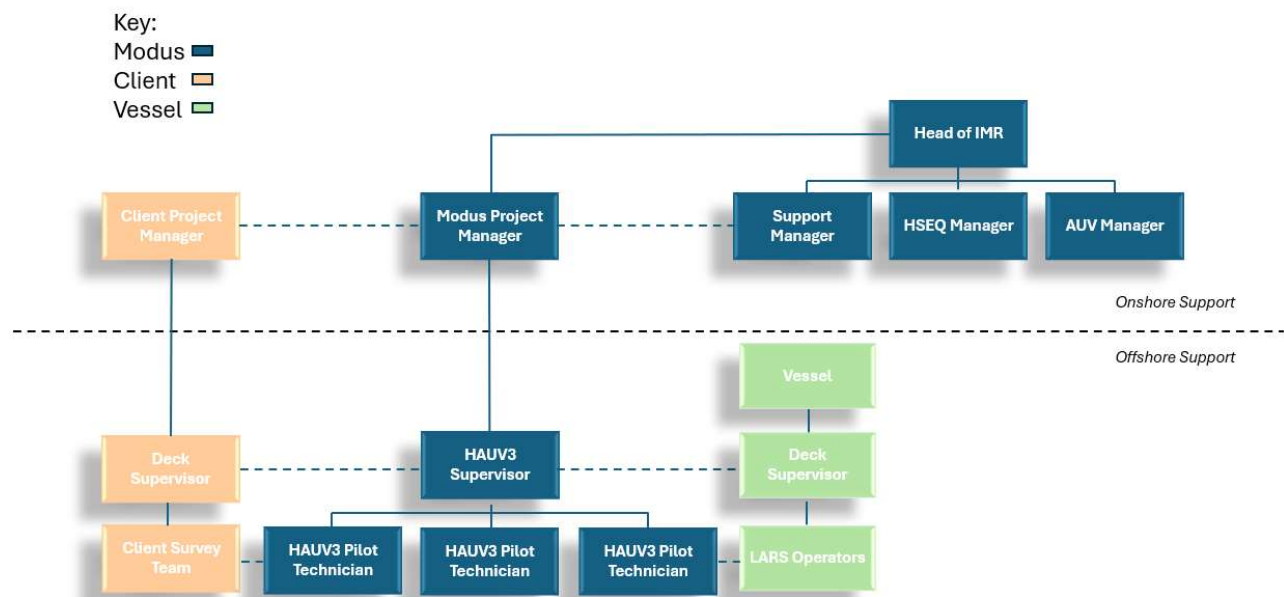 Key:
Modus
Client
Vessel
Head of IMR
Client Project
Manager
Modus Project
Manager
Support
Manager
HSEQ Manager
AUV Manager
Onshore Support
Offshore Support
Vessel
Deck
Supervisor
HAUV3
Supervisor
Deck
Supervisor
Client Survey
Team
HAUV3 Pilot
Technician
HAUV3 Pilot
Technician
HAUV3 Pilot
Technician
LARS Operators